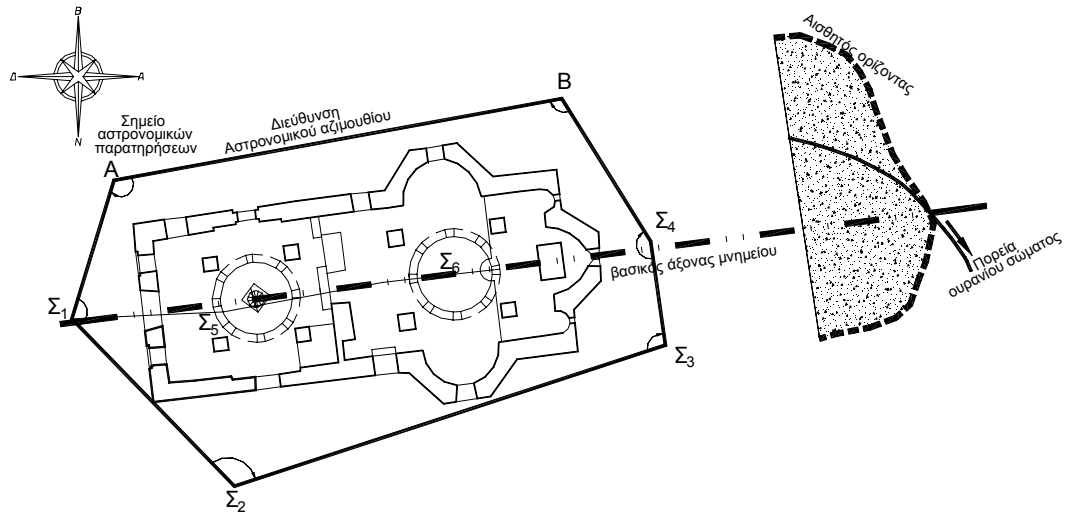 Β
Δ
Α
Ν
Σημείο
αστρονομικών
παρατηρήσεων
Α
Διεύθυνση
Αστρονομικού αζιμουθίου
Β
Αισθητός ορίζοντας
Σ4
Σ6
βασικός άξονας μνημείου
Πορεία
ουρανίου σώματος
Σ1
Σ5
Σ3
Σ2